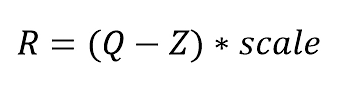 R = (Q − Z) * scale